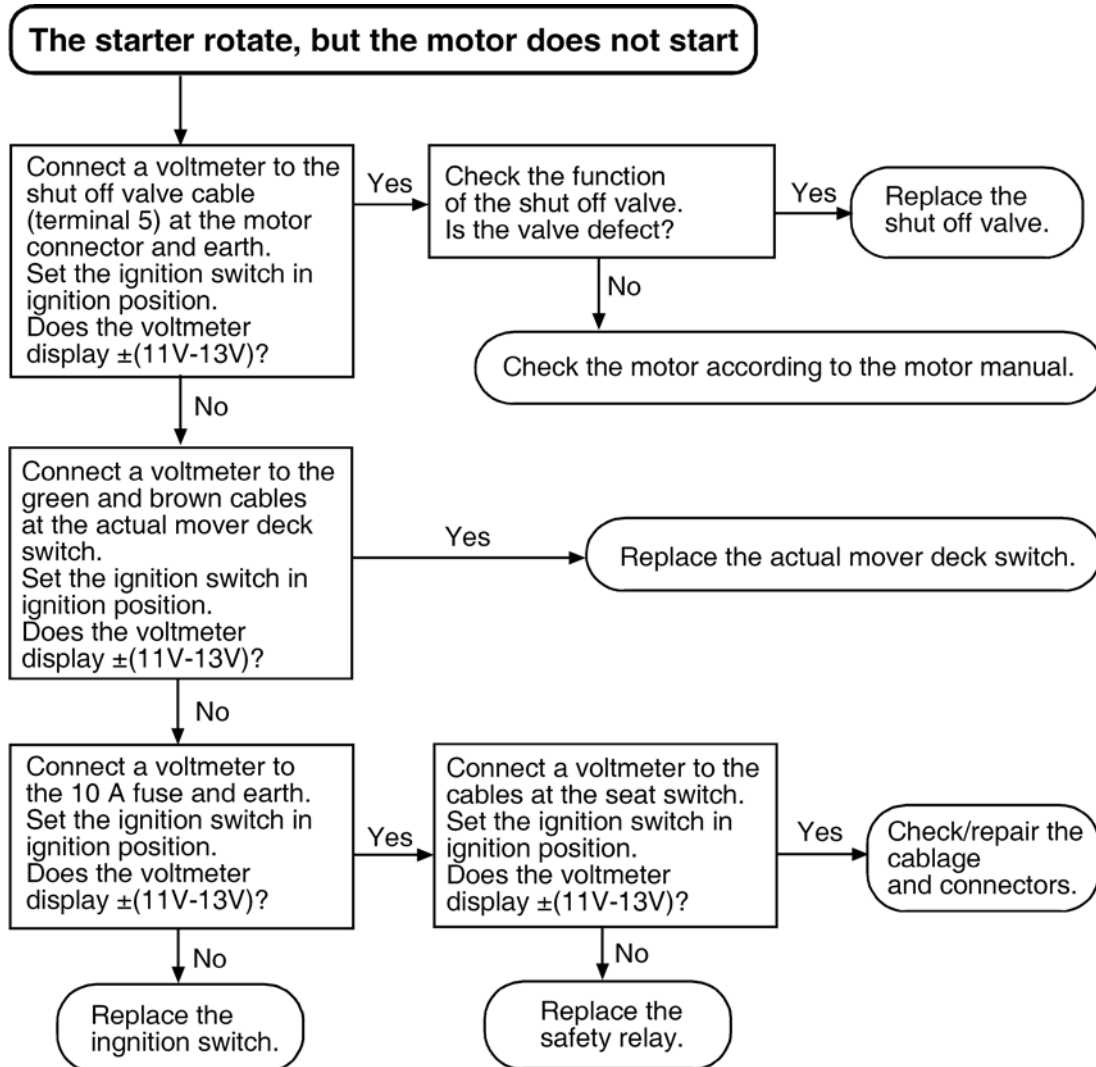 The starter rotate, but the motor does not start
Connect a voltmeter to the
shut off valve cable
(terminal 5) at the motor
connector and earth.
Set the ignition switch in
ignition position.
Does the voltmeter
display ±(11V-13V)?
Yes
Check the function
of the shut off valve.
Is the valve defect?
Yes
Replace the
shut off valve.
No
Check the motor according to the motor manual.
No
Connect a voltmeter to the
green and brown cables
at the actual mover deck
switch.
Set the ignition switch in
ignition position.
Does the voltmeter
display ±(11V-13V)?
Yes
Replace the actual mover deck switch.
No
Connect a voltmeter to
the 10 A fuse and earth.
Set the ignition switch in
ignition position.
Does the voltmeter
display ±(11V-13V)?
Yes
Connect a voltmeter to the
cables at the seat switch.
Set the ignition switch in
ignition position.
Does the voltmeter
display ±(11V-13V)?
Yes
Check/repair the
cablage
and connectors.
No
Replace the
ingnition switch.
No
Replace the
safety relay.